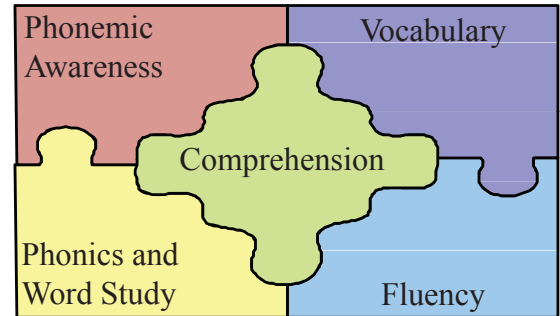 Phonemic
Awareness
Vocabulary
Comprehension
Phonics and
Word Study
Fluency